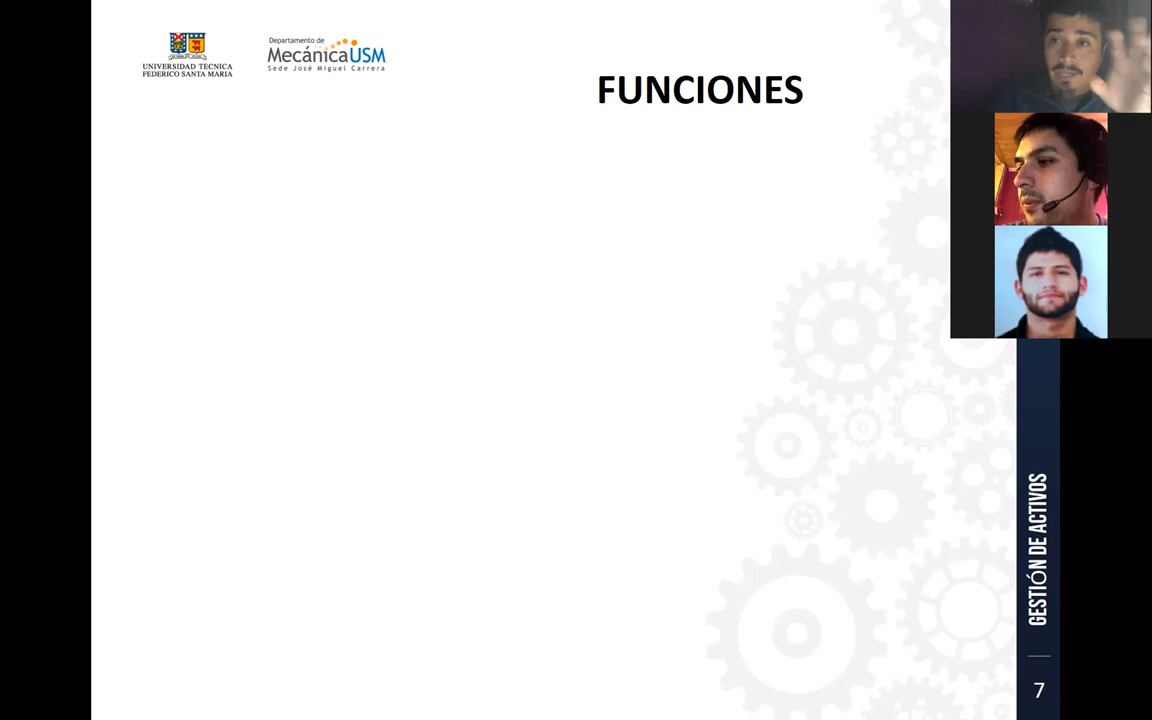 UNIVERSIDAD TECNICA
FEDERICO SANTA MARIA
Departamento de
MecánicaUSM
Sede José Miguel Carrera
FUNCIONES
GESTIÓN DE ACTIVOS
7